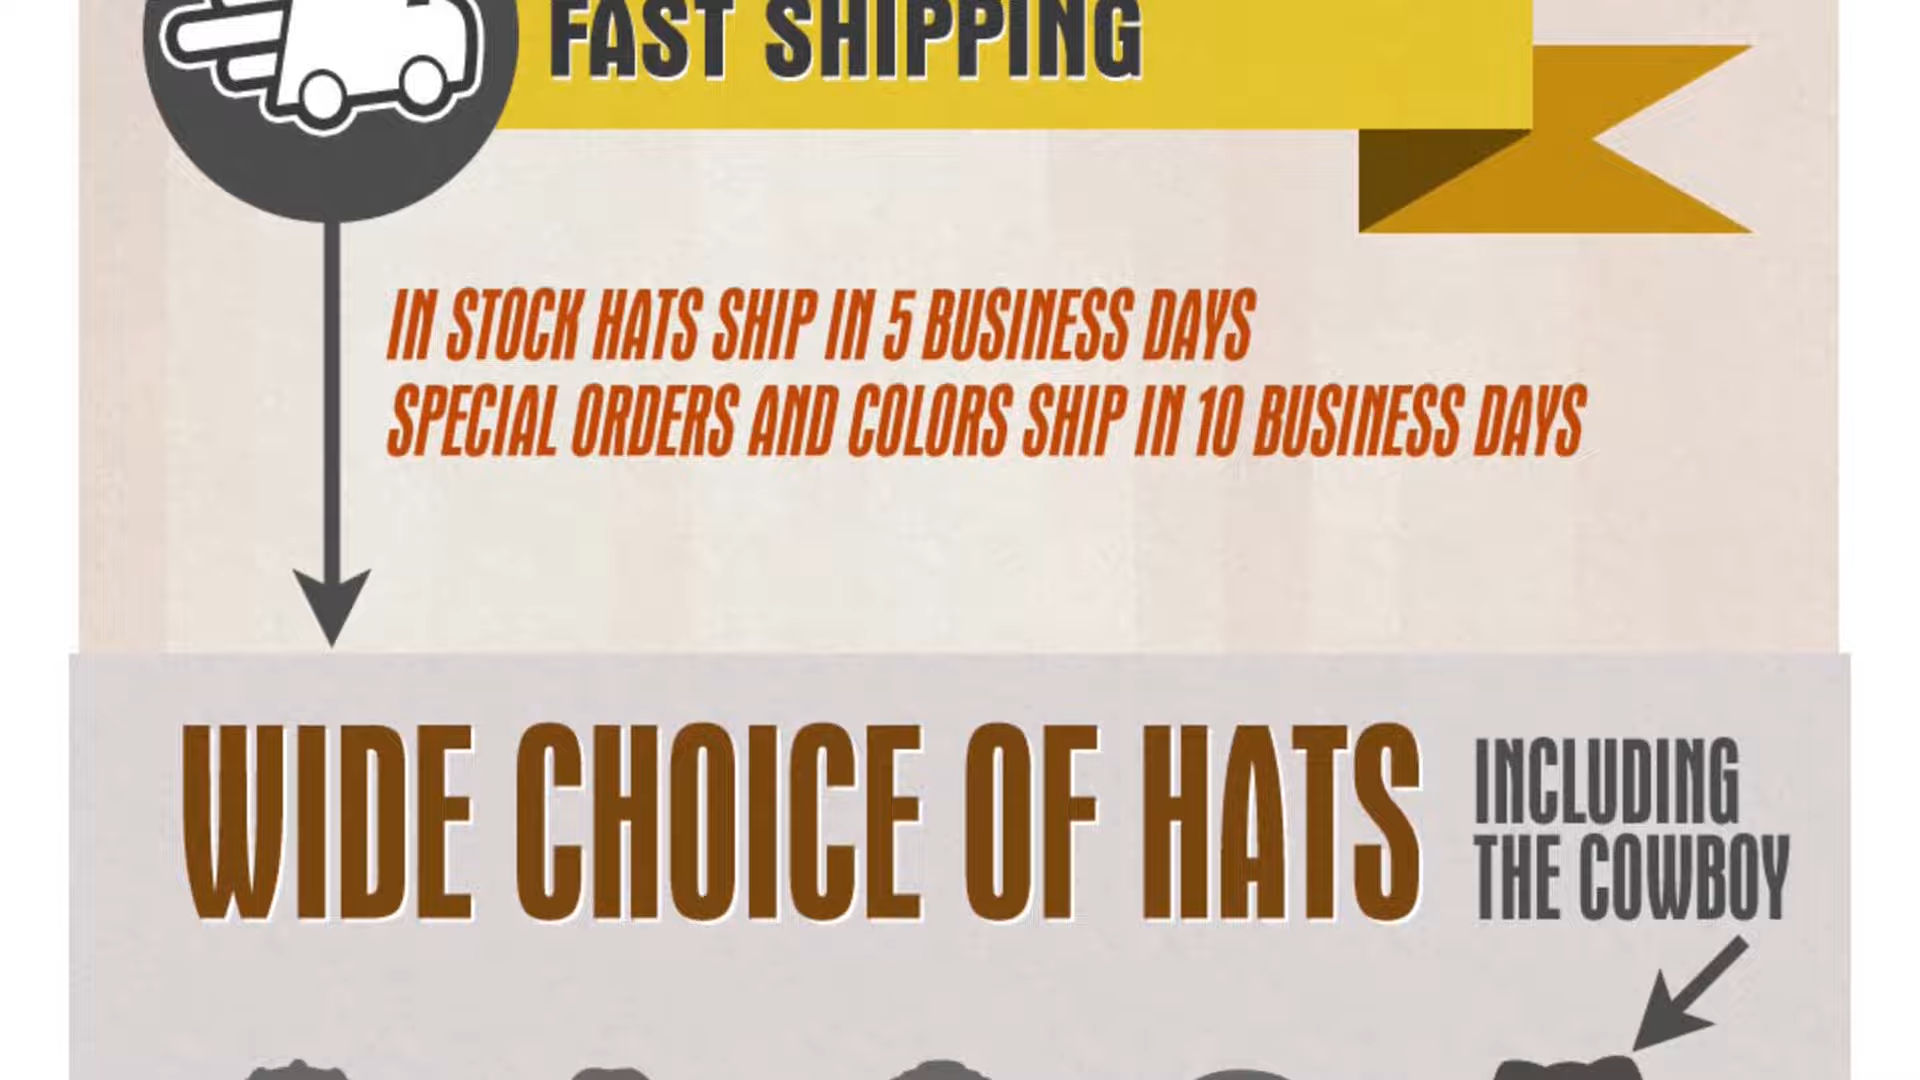 FAST SHIPPING
IN STOCK HATS SHIP IN 5 BUSINESS DAYS
SPECIAL ORDERS AND COLORS SHIP IN 10 BUSINESS DAYS
WIDE CHOICE OF HATS
INCLUDING
THE COWBOY